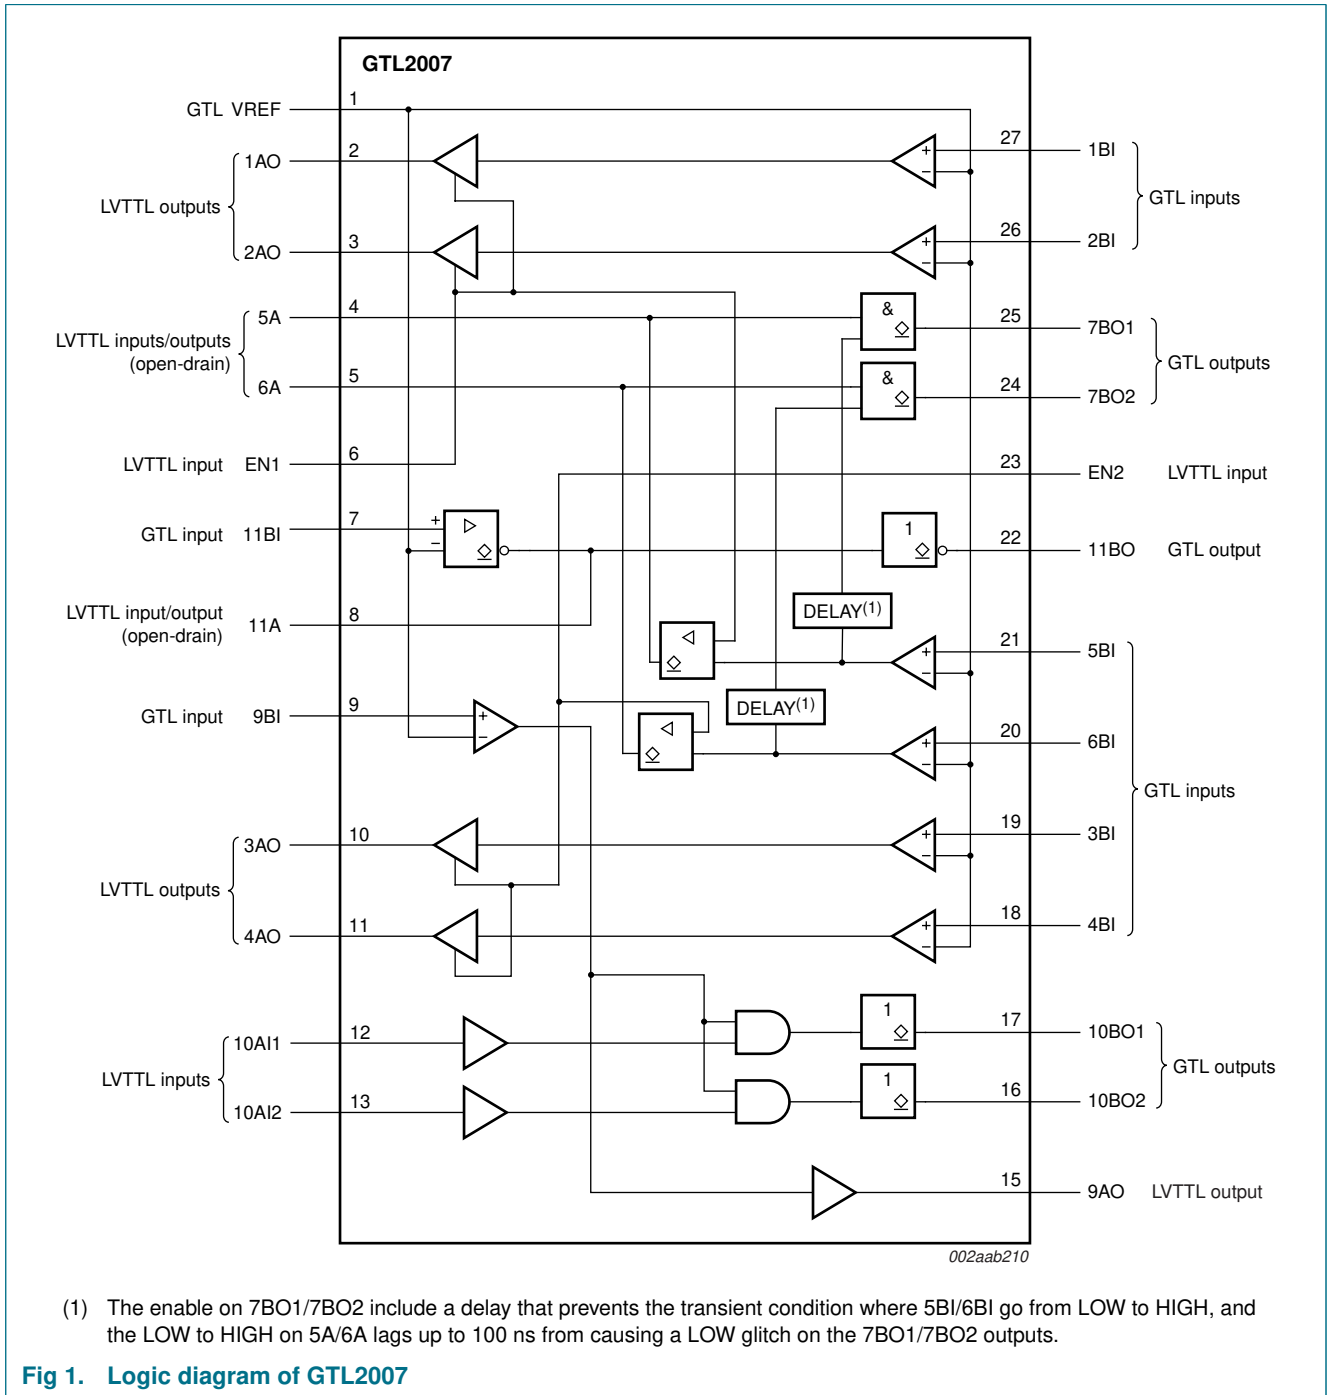 GTL2007
GTL VREF 1
1AO 2
LVTTL outputs
2AO 3
5A 4
LVTTL inputs/outputs
(open-drain)
6A 5
LVTTL input EN1 6
GTL input 11BI 7
+
−
LVTTL input/output
(open-drain)
11A 8
GTL input 9BI 9
+
−
3AO 10
LVTTL outputs
4AO 11
10AI1 12
LVTTL inputs
10AI2 13
+
−
27 1BI
GTL inputs
+
−
26 2BI
&
25 7BO1
GTL outputs
&
24 7BO2
23 EN2 LVTTL input
1
22 11BO GTL output
DELAY(1)
+
−
21 5BI
DELAY(1)
+
−
20 6BI
GTL inputs
+
−
19 3BI
+
−
18 4BI
1
17 10BO1
GTL outputs
1
16 10BO2
15 9AO LVTTL output
002aab210
(1) The enable on 7BO1/7BO2 include a delay that prevents the transient condition where 5BI/6BI go from LOW to HIGH, and
the LOW to HIGH on 5A/6A lags up to 100 ns from causing a LOW glitch on the 7BO1/7BO2 outputs.
Fig 1. Logic diagram of GTL2007